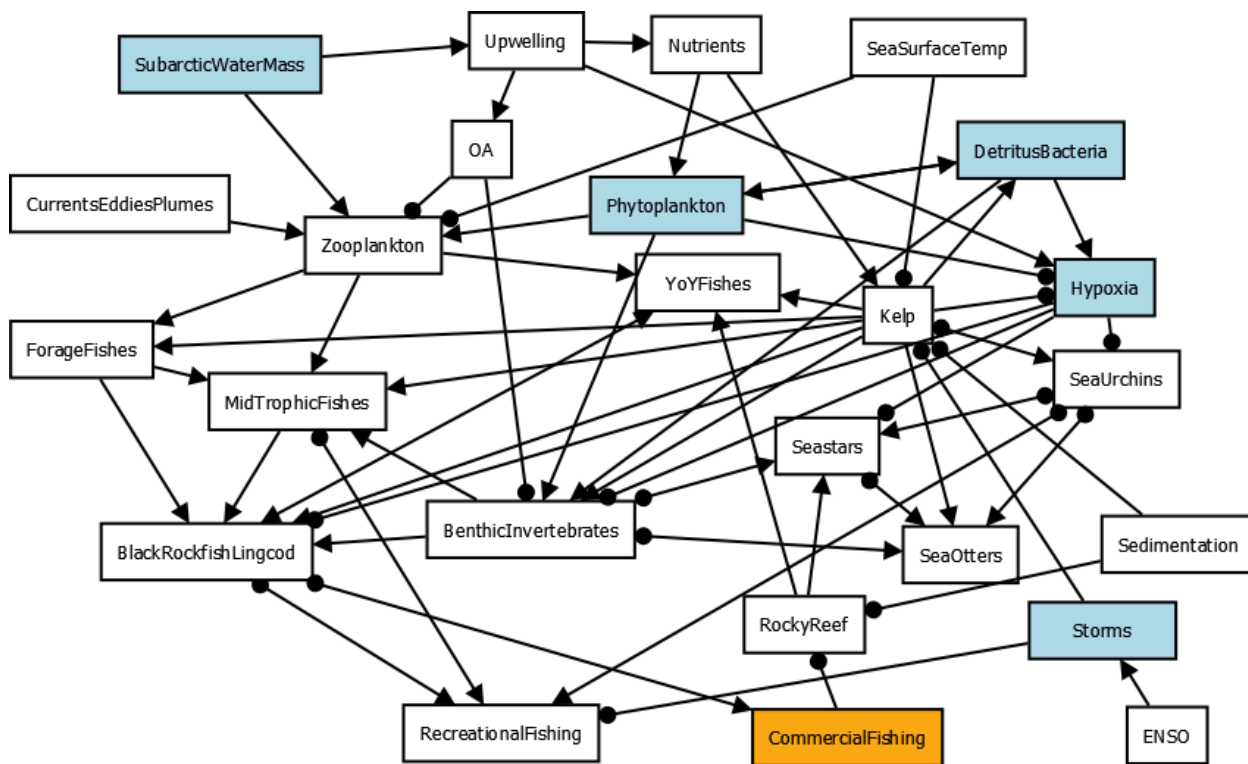 Upwelling
Nutrients
SeaSurfaceTemp
SubarcticWaterMass
OA
DetritusBacteria
CurrentsEddiesPlumes
Phytoplankton
Zooplankton
YoYFishes
Hypoxia
Kelp
ForageFishes
SeaUrchins
MidTrophicFishes
Seastars
BenthicInvertebrates
BlackRockfishLingcod
SeaOtters
Sedimentation
RockyReef
Storms
RecreationalFishing
CommercialFishing
ENSO